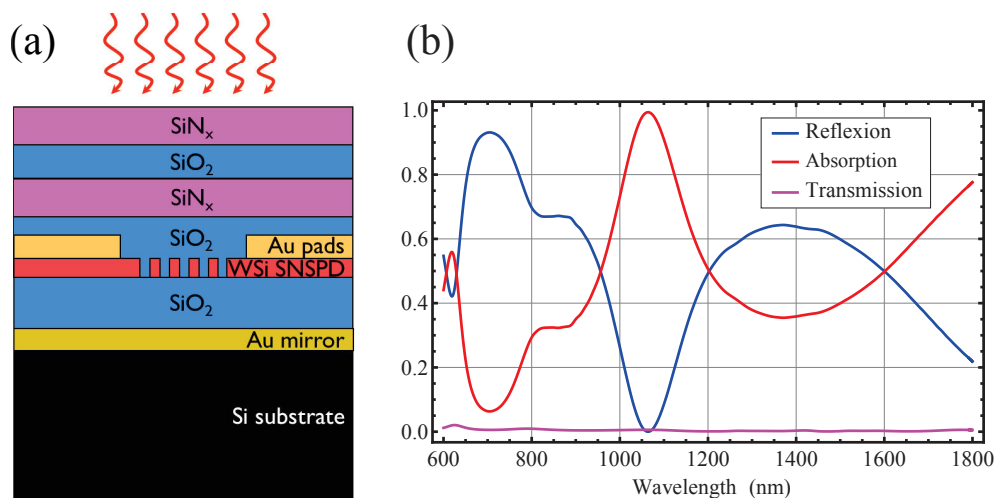 (a)
SiNₓ
SiO₂
SiNₓ
SiO₂
Au pads
WSi SNSPD
SiO₂
Au mirror
Si substrate
(b)
1.0
0.8
0.6
0.4
0.2
0.0
Reflexion
Absorption
Transmission
600 800 1000 1200 1400 1600 1800
Wavelength (nm)